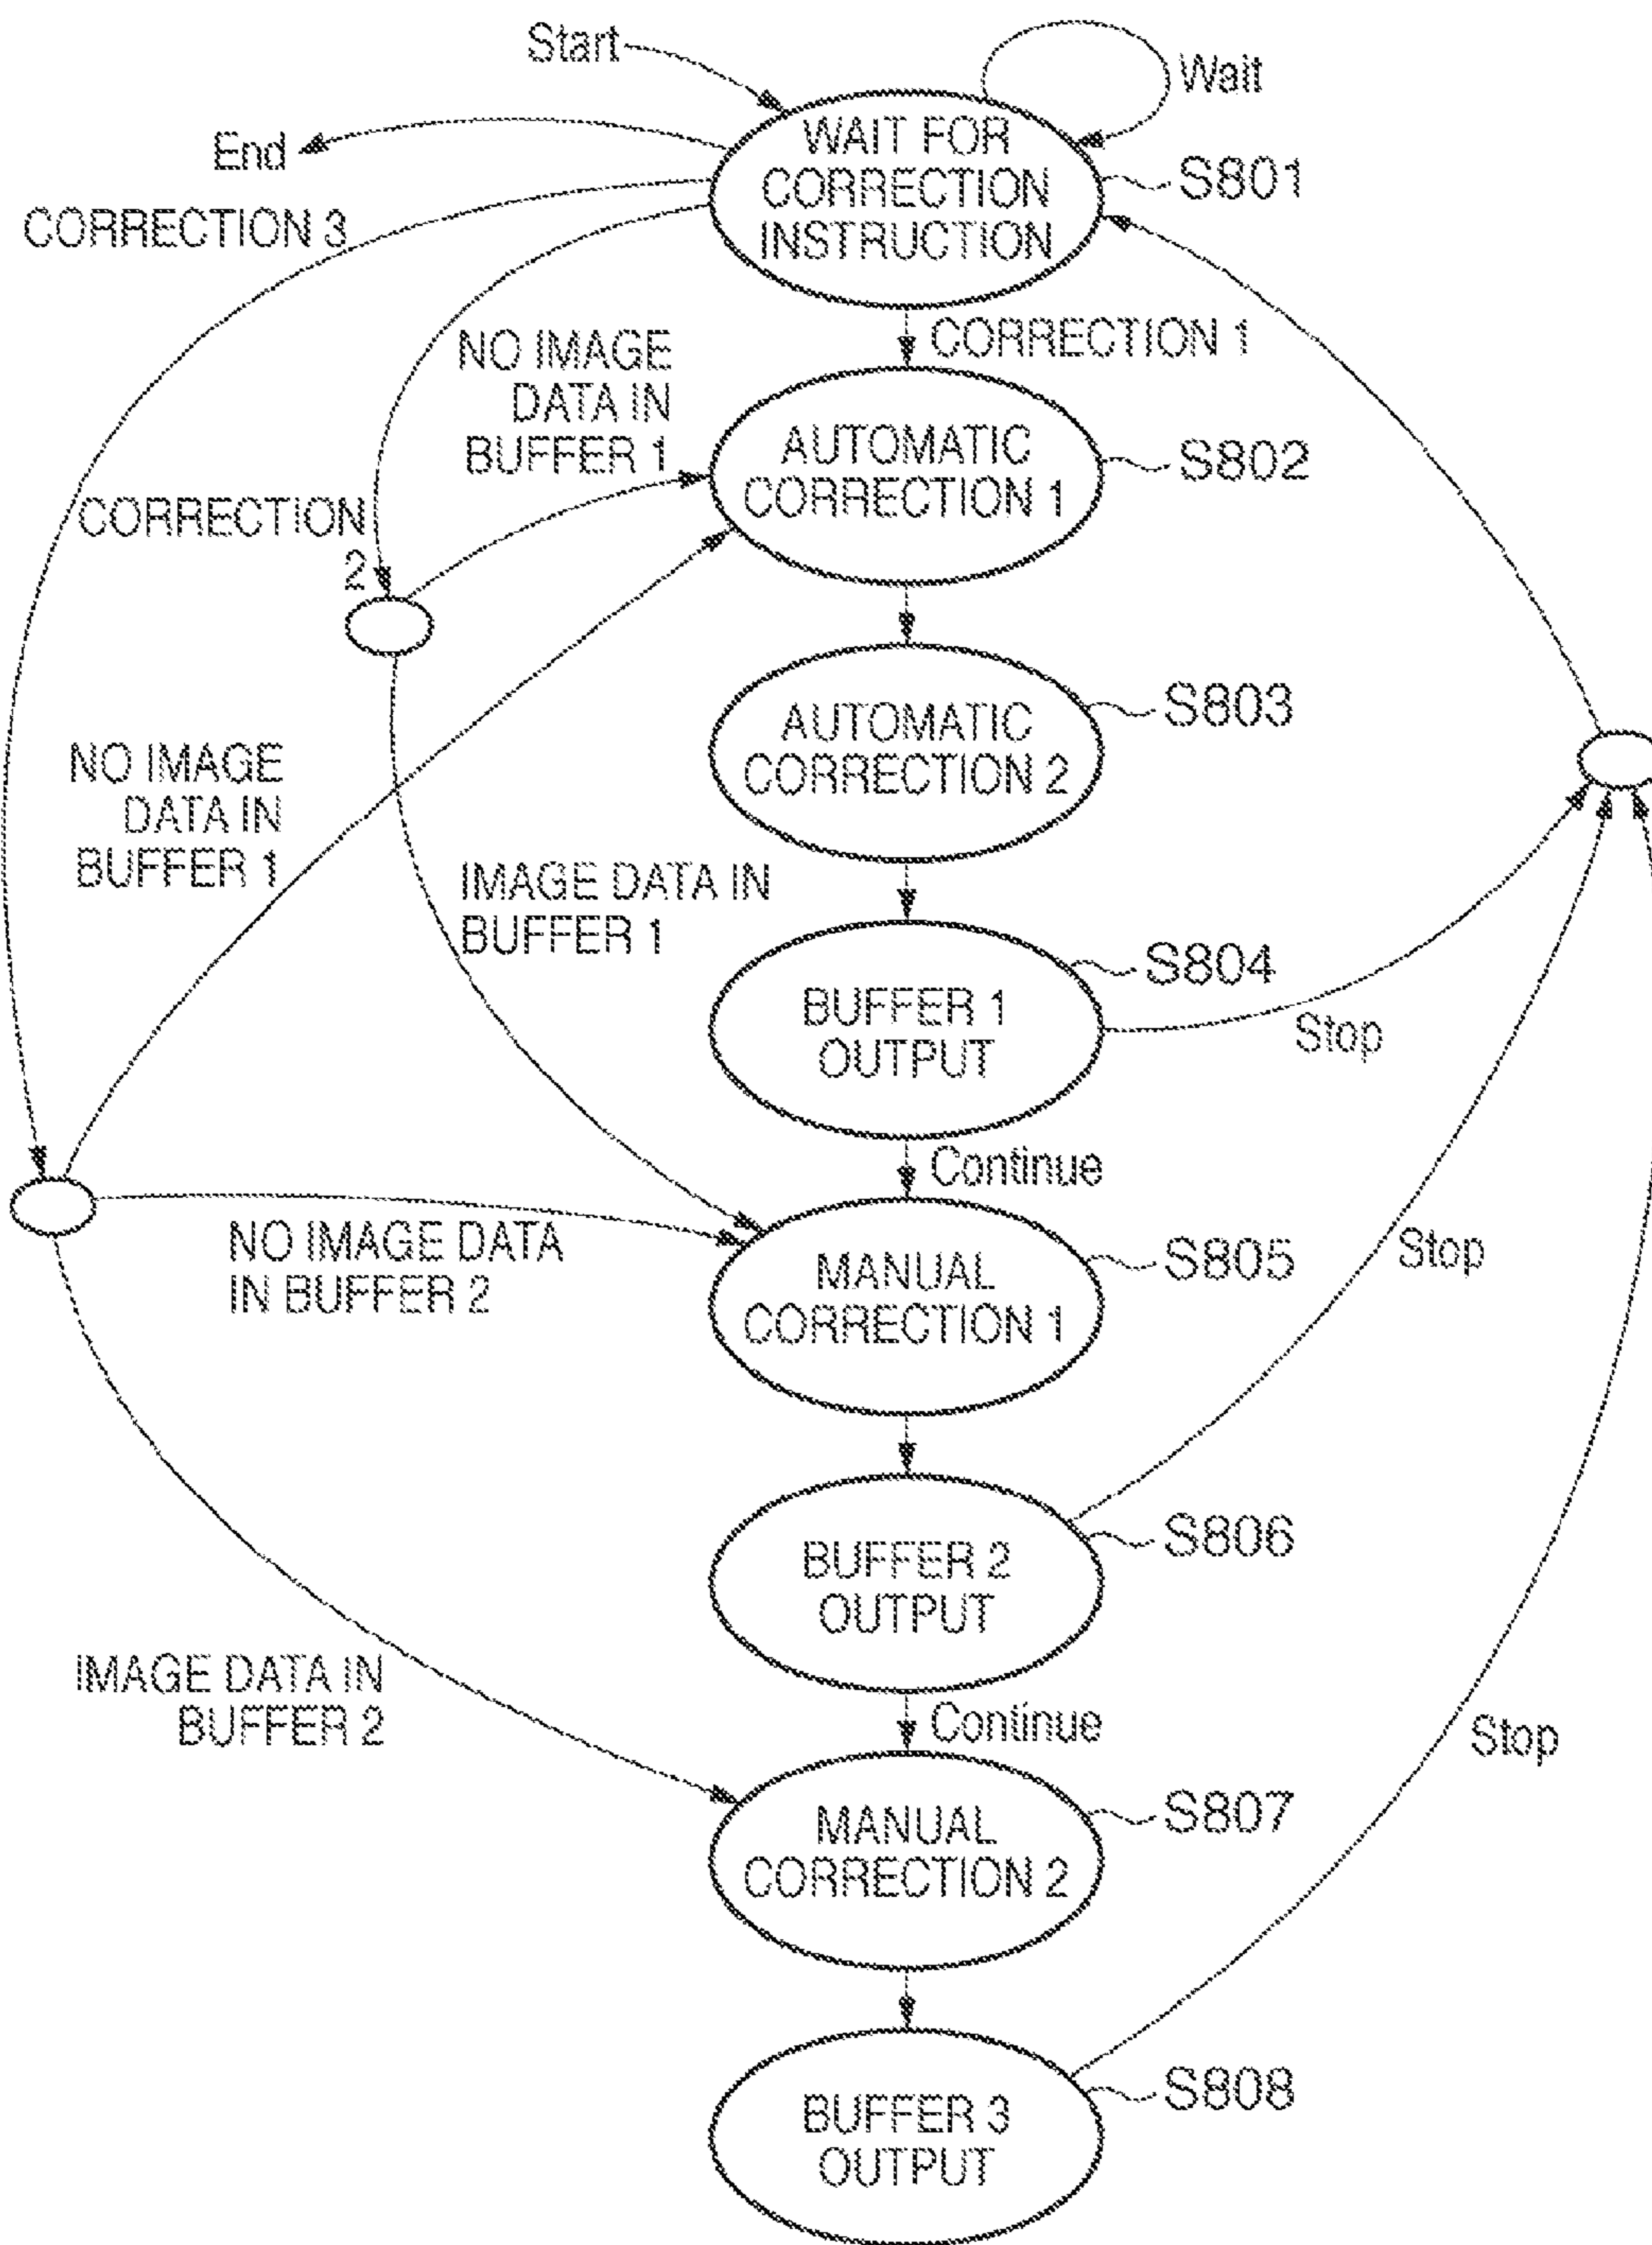 Start
Wait
End
WAIT FOR
CORRECTION
INSTRUCTION
S801
CORRECTION 3
CORRECTION 1
NO IMAGE
DATA IN
BUFFER 1
AUTOMATIC
CORRECTION 1
S802
CORRECTION
2
AUTOMATIC
CORRECTION 2
S803
NO IMAGE
DATA IN
BUFFER 1
IMAGE DATA IN
BUFFER 1
BUFFER 1
OUTPUT
S804
Stop
Continue
NO IMAGE DATA
IN BUFFER 2
MANUAL
CORRECTION 1
S805
Stop
BUFFER 2
OUTPUT
S806
IMAGE DATA IN
BUFFER 2
Continue
Stop
MANUAL
CORRECTION 2
S807
BUFFER 3
OUTPUT
S808